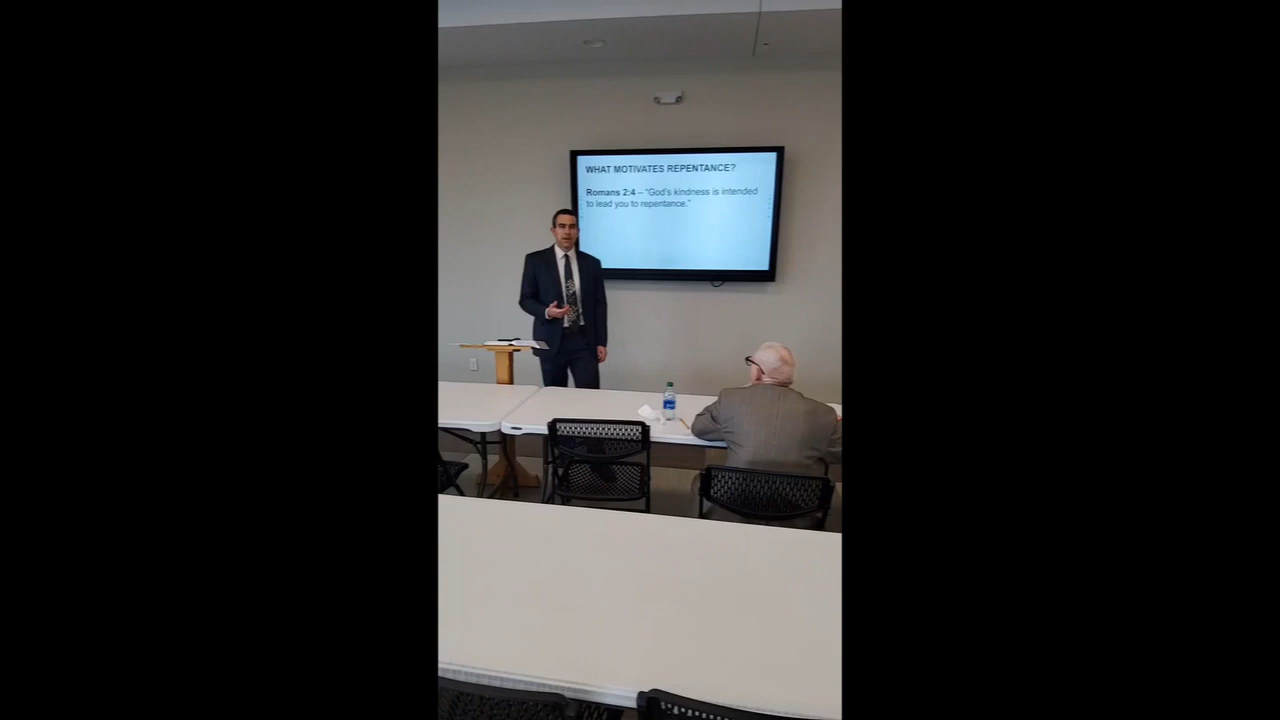 WHAT MOTIVATES REPENTANCE?
Romans 2:4 – "God's kindness is intended
to lead you to repentance."